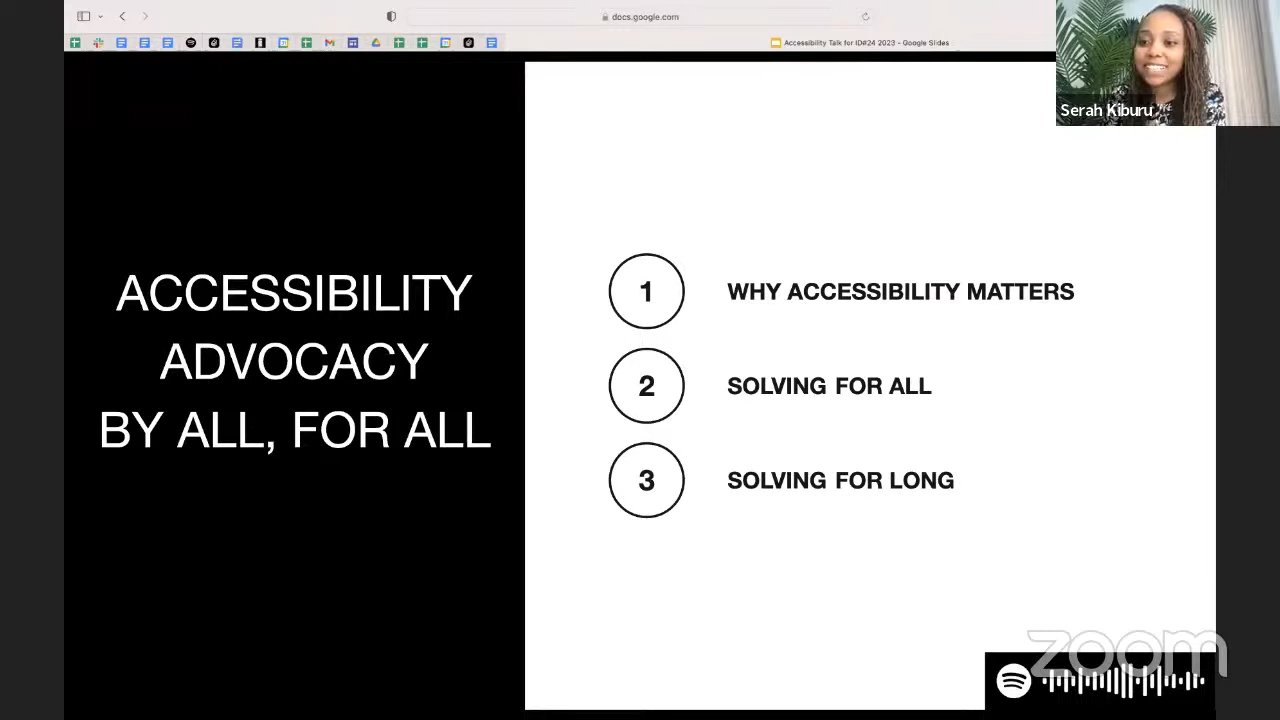 docs.google.com
Accessibility Talk for ID#24 2023 - Google Slides
Serah Kiburu
ACCESSIBILITY
ADVOCACY
BY ALL, FOR ALL
1 WHY ACCESSIBILITY MATTERS
2 SOLVING FOR ALL
3 SOLVING FOR LONG
zoom